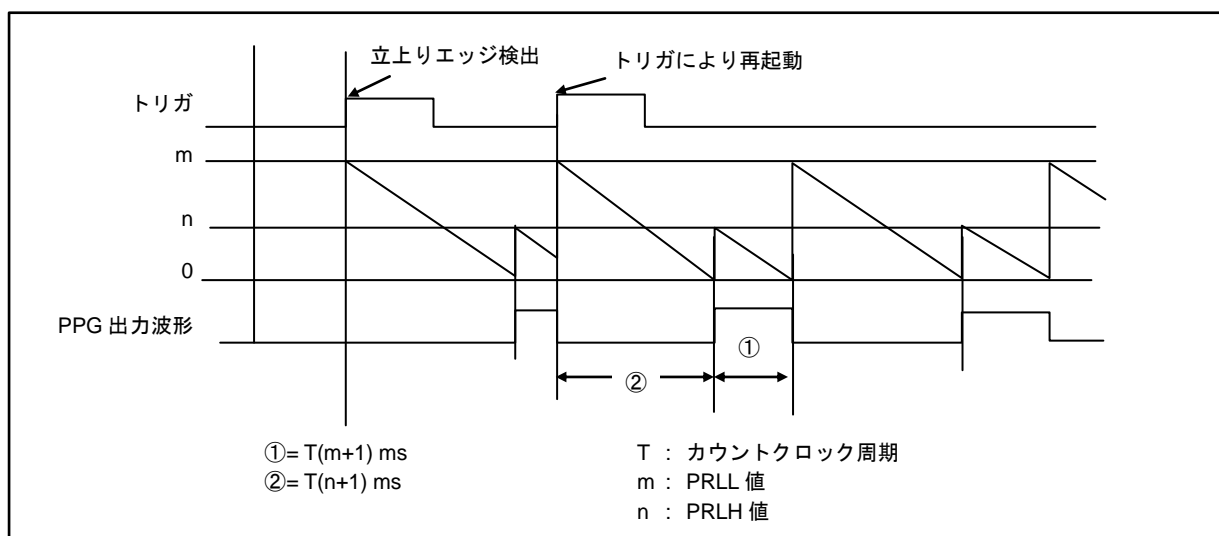 立上りエッジ検出
トリガにより再起動
トリガ
m
n
0
PPG 出力波形
①
②
①= T(m+1) ms
②= T(n+1) ms
T : カウントクロック周期
m : PRLL 値
n : PRLH 値